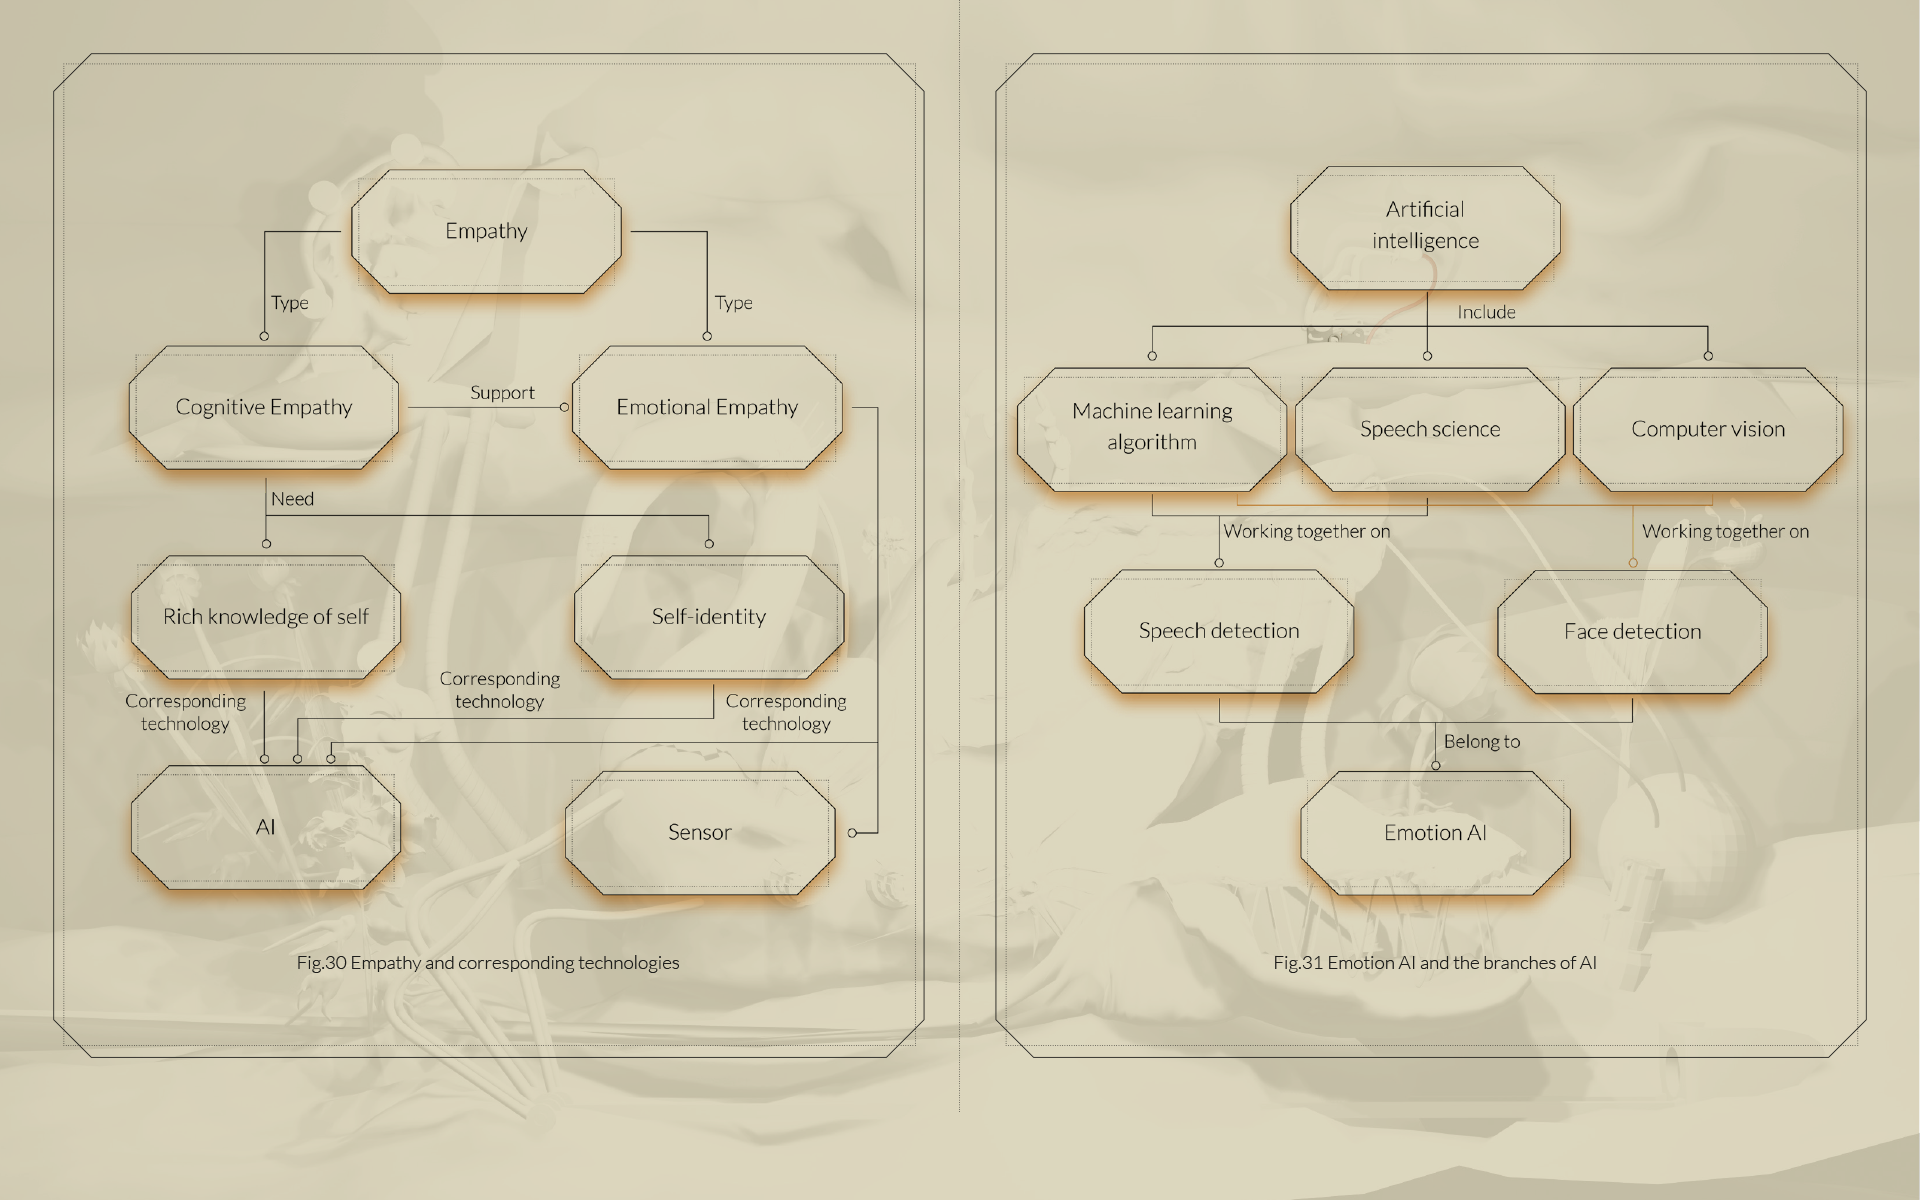 Empathy
Type
Type
Cognitive Empathy
Support
Emotional Empathy
Need
Rich knowledge of self
Self-identity
Corresponding
technology
Corresponding
technology
Corresponding
technology
AI
Sensor
Fig.30 Empathy and corresponding technologies
Artificial
intelligence
Include
Machine learning
algorithm
Speech science
Computer vision
Working together on
Working together on
Speech detection
Face detection
Belong to
Emotion AI
Fig.31 Emotion AI and the branches of AI